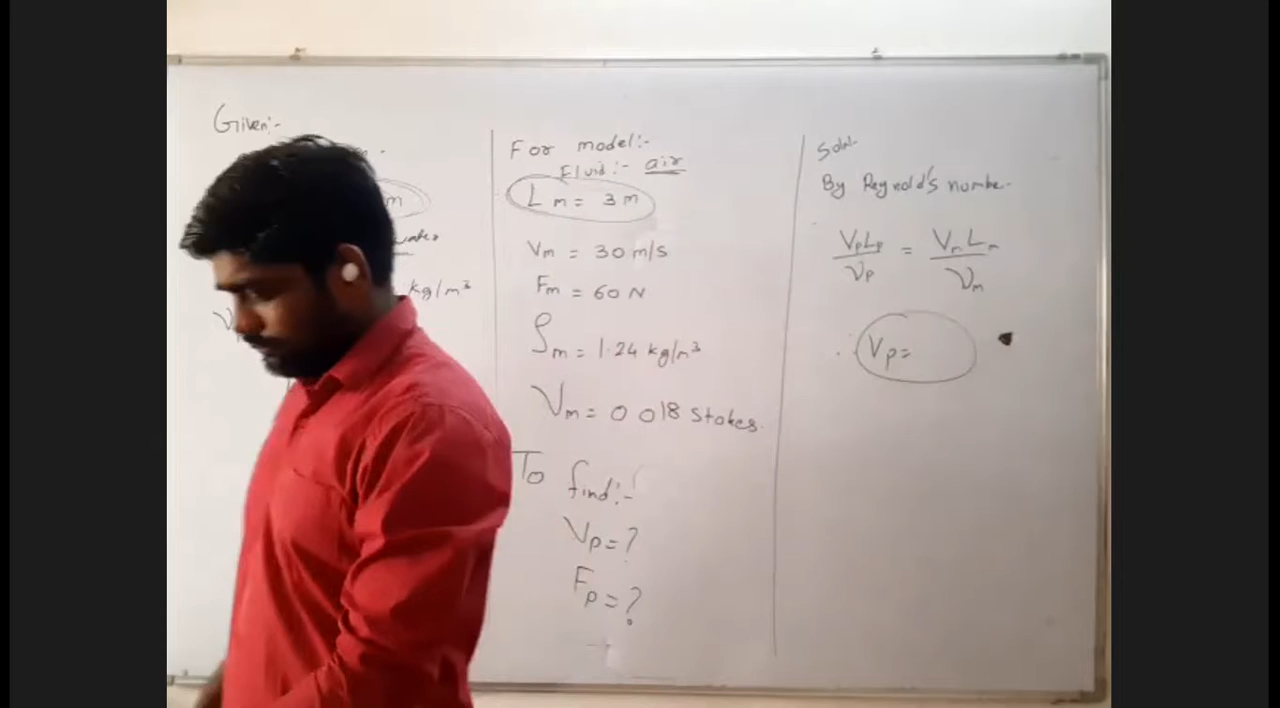 Given:-
m
water
kg/m³
For model:-
Fluid:- air
Lm = 3 m
Vm = 30 m/s
Fm = 60 N
ρm = 1.24 kg/m³
νm = 0 018 stokes.
To find:-
Vp = ?
Fp = ?
Soln:-
By Reynold's numbe-
VpLp/νp = VmLm/νm
Vp=